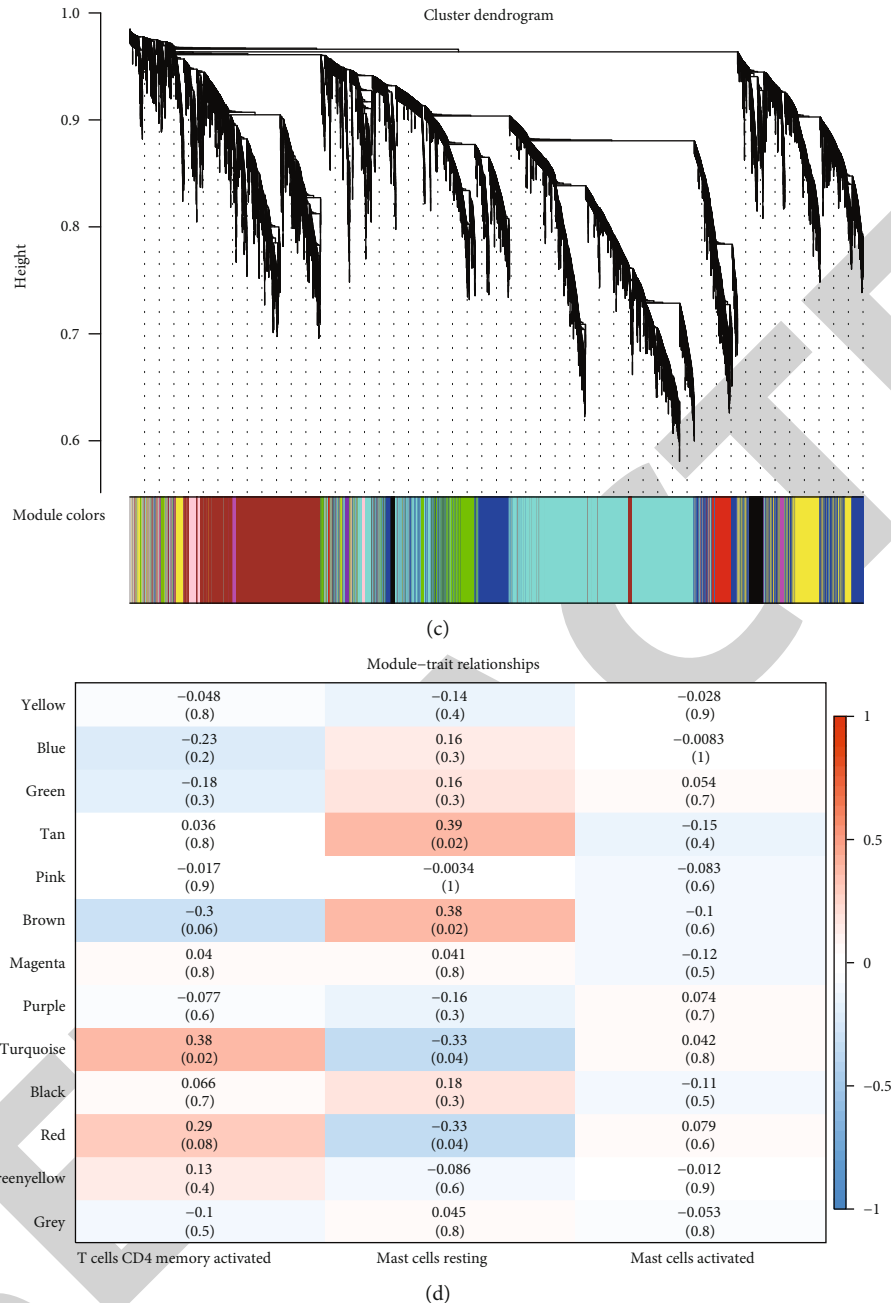 Cluster dendrogram
1.0
0.9
0.8
0.7
0.6
Height
Module colors
(c)
Module−trait relationships
Yellow −0.048 −0.14 −0.028
(0.8) (0.4) (0.9)
Blue −0.23 0.16 −0.0083
(0.2) (0.3) (1)
Green −0.18 0.16 0.054
(0.3) (0.3) (0.7)
Tan 0.036 0.39 −0.15
(0.8) (0.02) (0.4)
Pink −0.017 −0.0034 −0.083
(0.9) (1) (0.6)
Brown −0.3 0.38 −0.1
(0.06) (0.02) (0.6)
Magenta 0.04 0.041 −0.12
(0.8) (0.8) (0.5)
Purple −0.077 −0.16 0.074
(0.6) (0.3) (0.7)
Turquoise 0.38 −0.33 0.042
(0.02) (0.04) (0.8)
Black 0.066 0.18 −0.11
(0.7) (0.3) (0.5)
Red 0.29 −0.33 0.079
(0.08) (0.04) (0.6)
reenyellow 0.13 −0.086 −0.012
(0.4) (0.6) (0.9)
Grey −0.1 0.045 −0.053
(0.5) (0.8) (0.8)
1
0.5
0
−0.5
−1
T cells CD4 memory activated Mast cells resting Mast cells activated
(d)